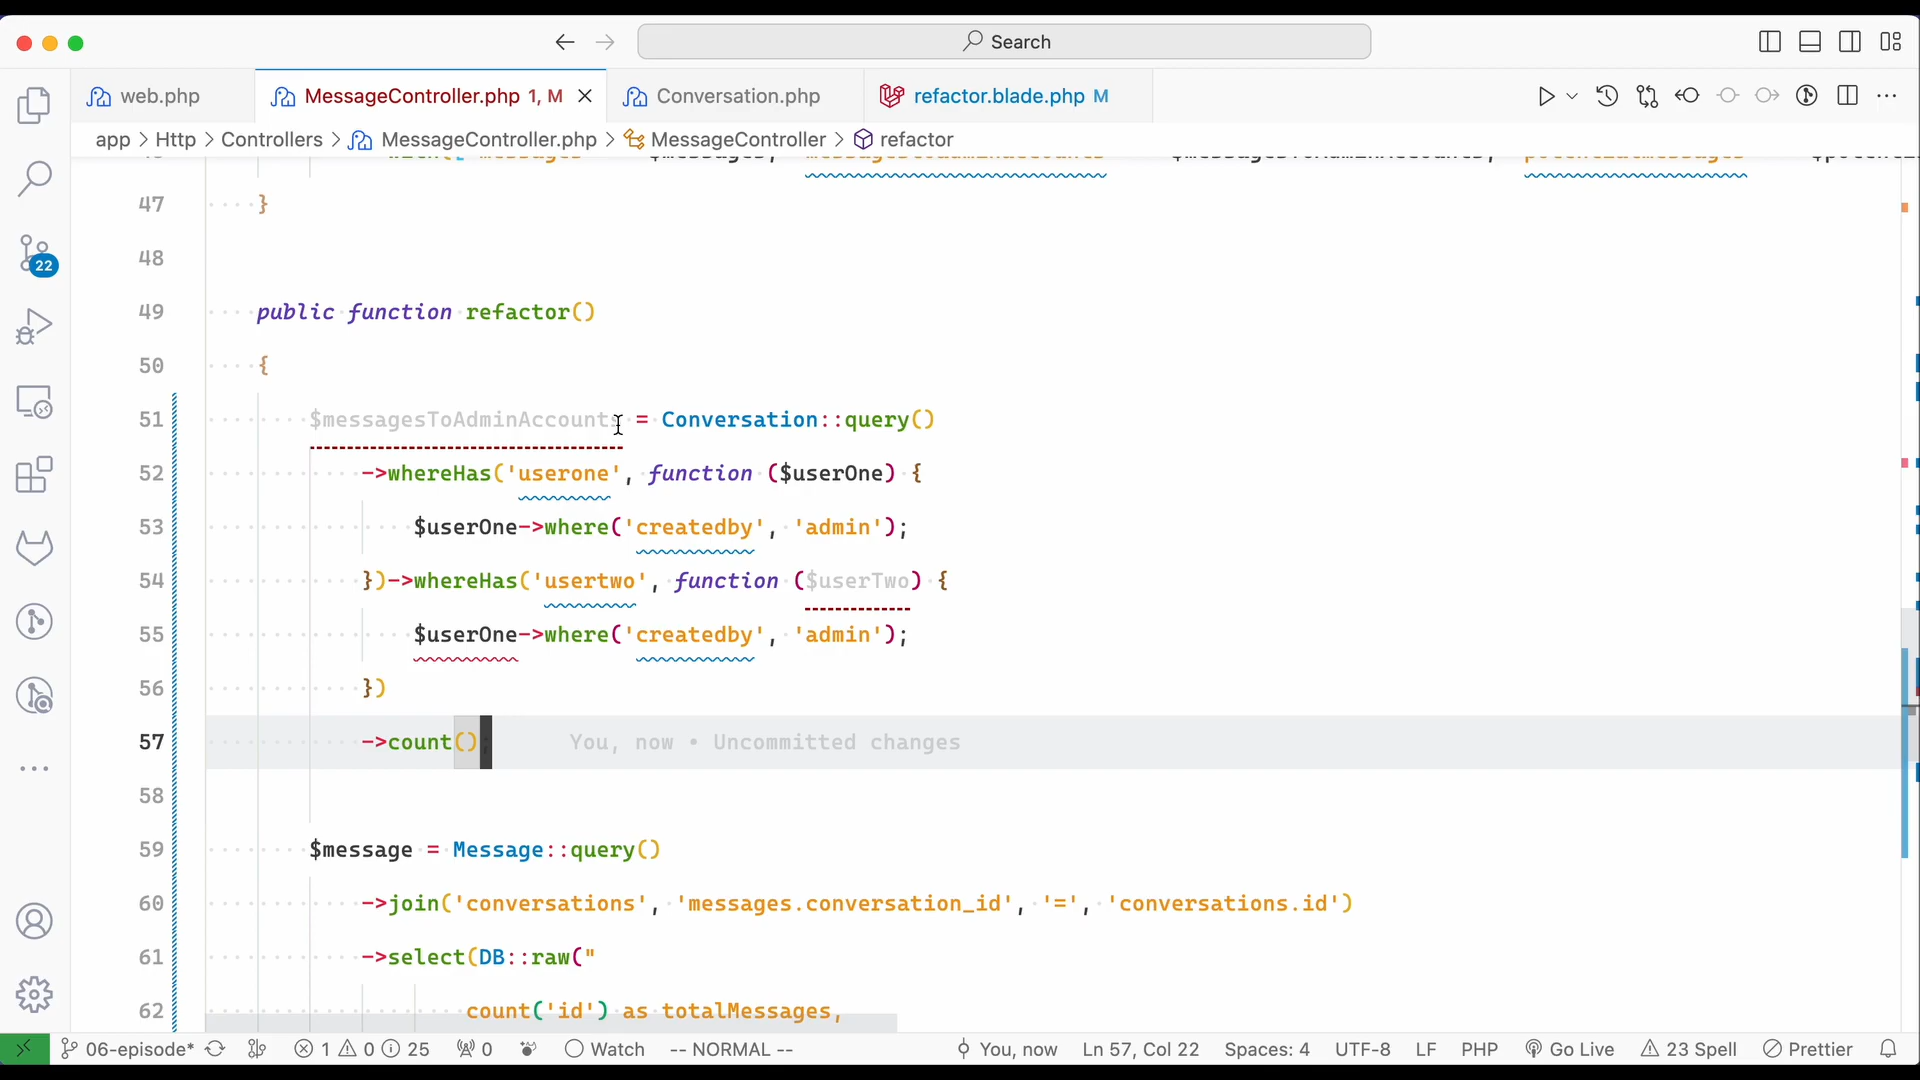 Search
web.php
MessageController.php 1, M
Conversation.php
refactor.blade.php M
app > Http > Controllers > MessageController.php > MessageController > refactor
47 }
48
49 public function refactor()
50 {
51 $messagesToAdminAccounts = Conversation::query()
52 ->whereHas('userone', function ($userOne) {
53 $userOne->where('createdby', 'admin');
54 })->whereHas('usertwo', function ($userTwo) {
55 $userOne->where('createdby', 'admin');
56 })
57 ->count(); You, now • Uncommitted changes
58
59 $message = Message::query()
60 ->join('conversations', 'messages.conversation_id', '=', 'conversations.id')
61 ->select(DB::raw("
62 count('id') as totalMessages,
22
06-episode* 1 0 25 0 Watch -- NORMAL -- You, now Ln 57, Col 22 Spaces: 4 UTF-8 LF PHP Go Live 23 Spell Prettier